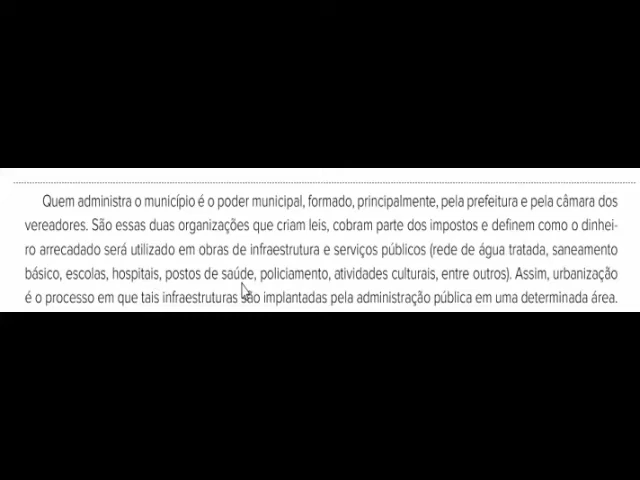 Quem administra o município é o poder municipal, formado, principalmente, pela prefeitura e pela câmara dos
vereadores. São essas duas organizações que criam leis, cobram parte dos impostos e definem como o dinhei-
ro arrecadado será utilizado em obras de infraestrutura e serviços públicos (rede de água tratada, saneamento
básico, escolas, hospitais, postos de saúde, policiamento, atividades culturais, entre outros). Assim, urbanização
é o processo em que tais infraestruturas são implantadas pela administração pública em uma determinada área.